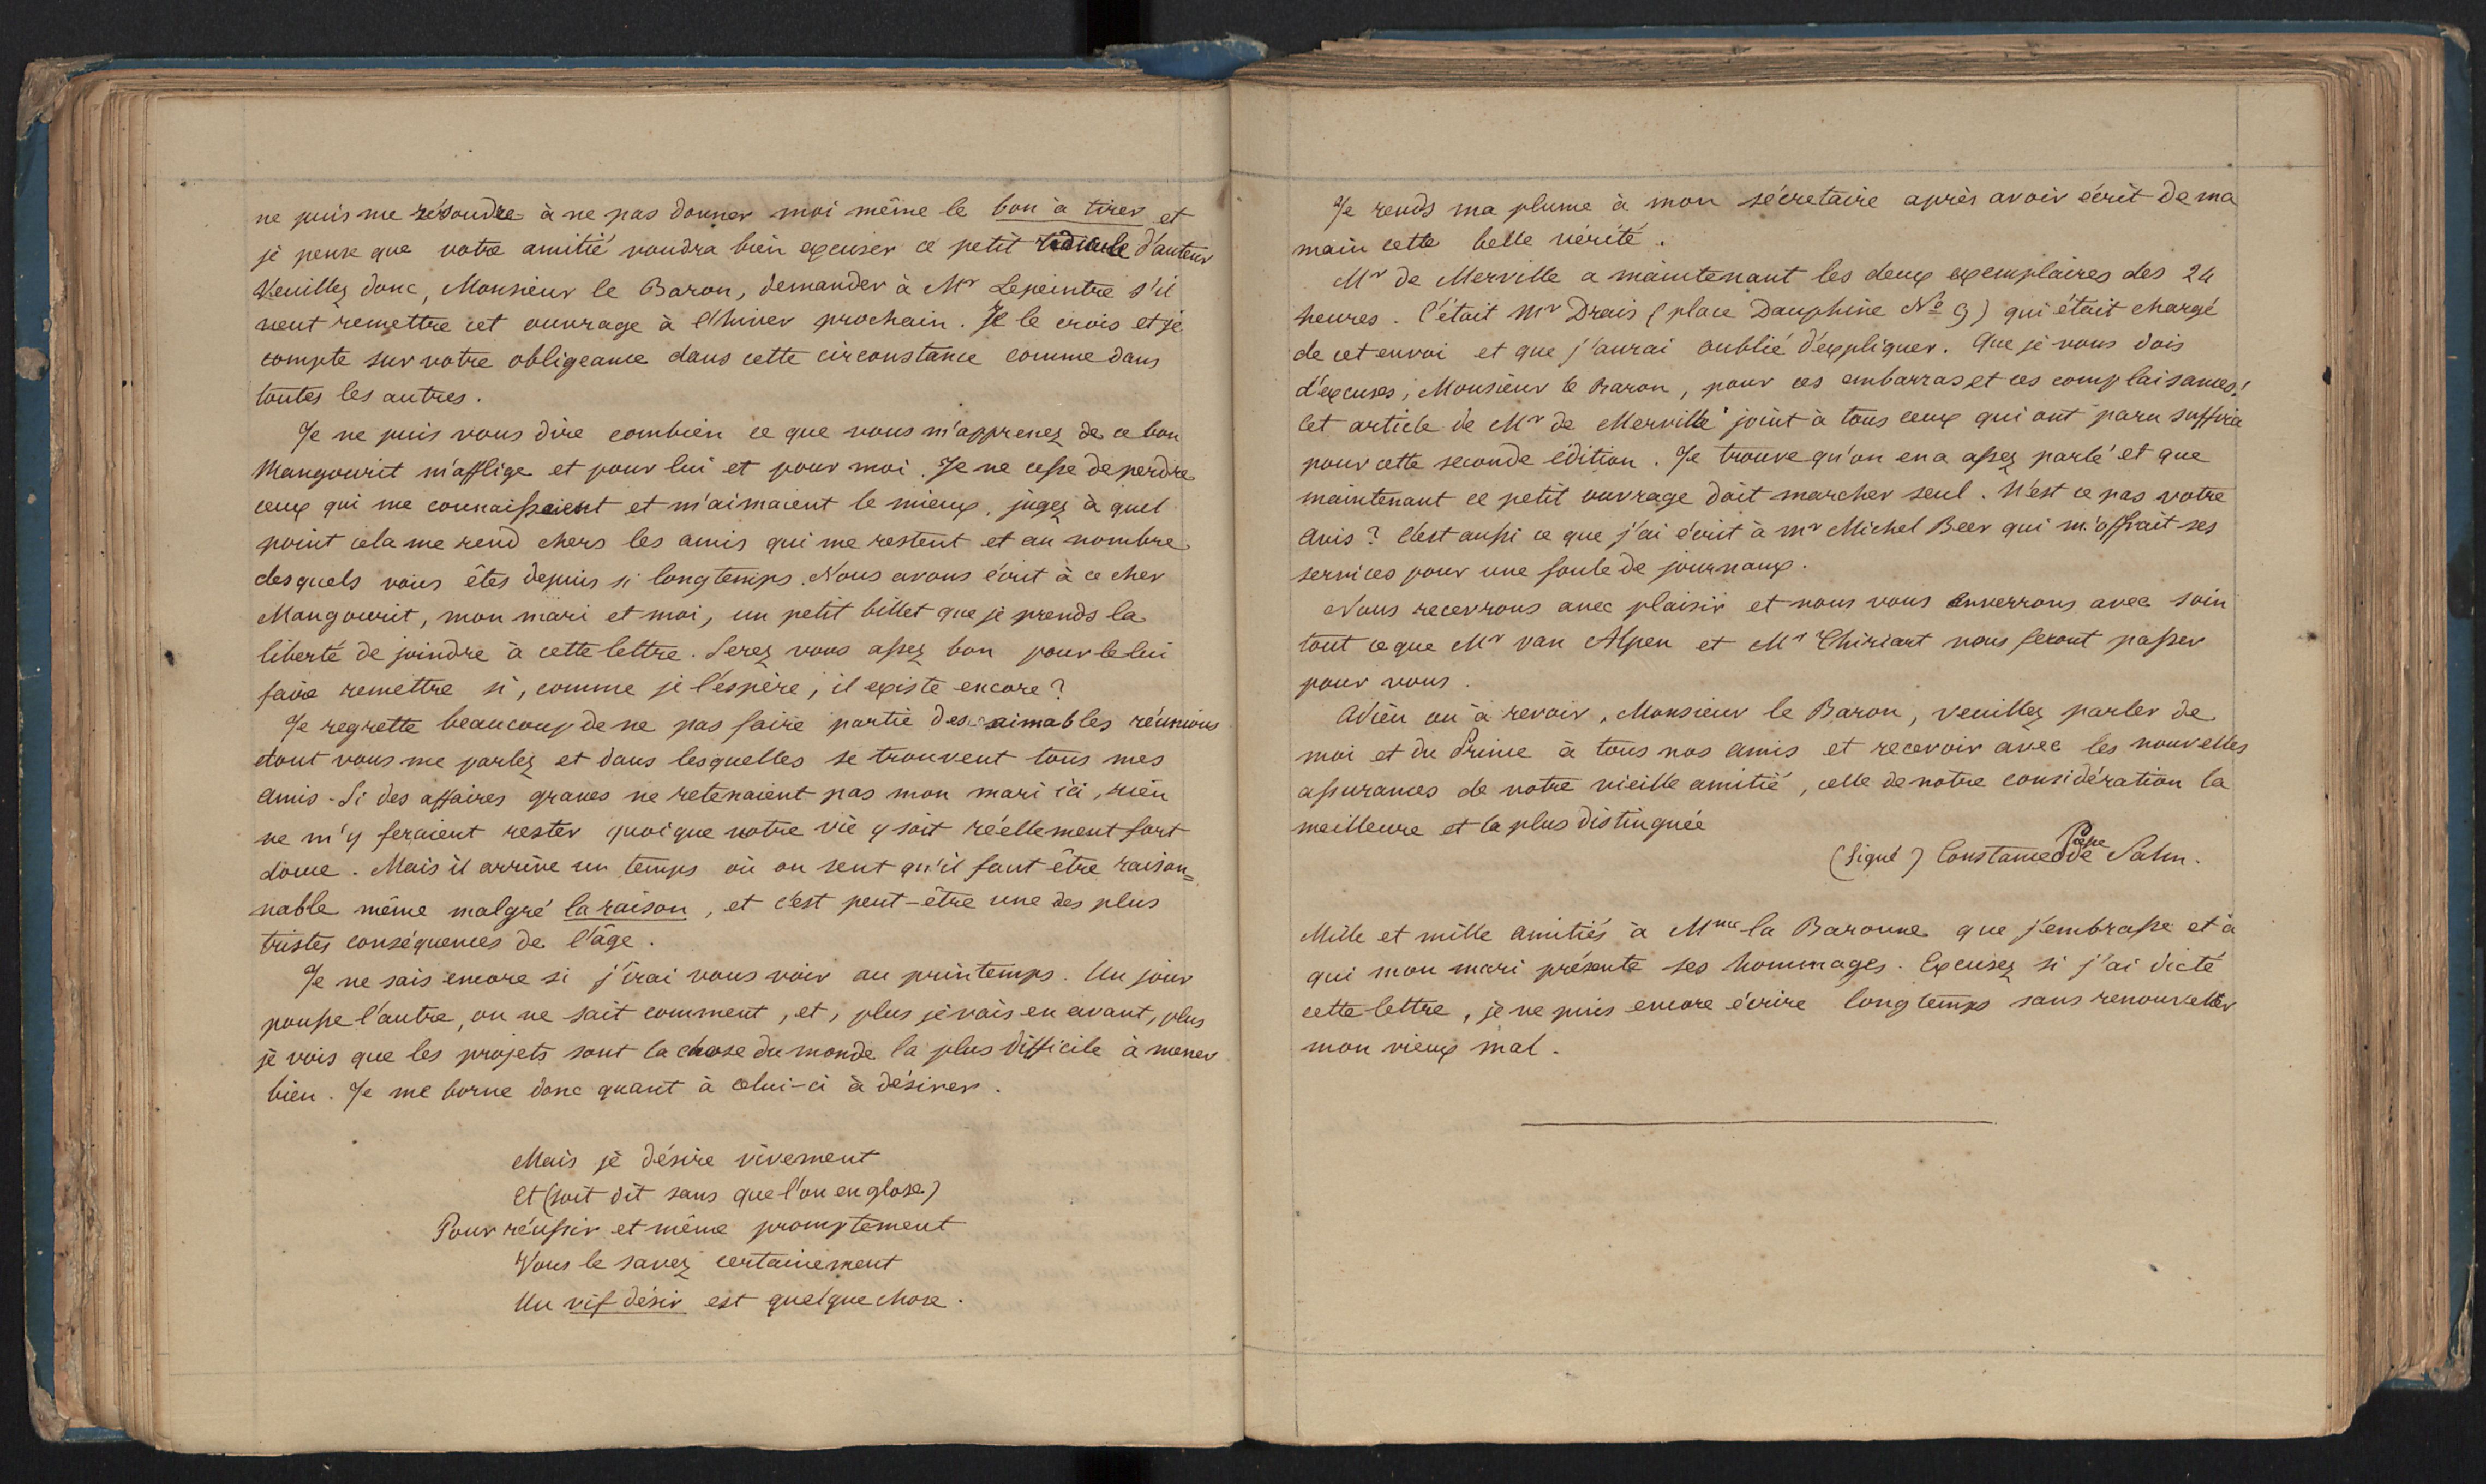 ne puis me résoudre à ne pas donner moi même le bon à tirer et
je pense que votre amitié voudra bien excuser ce petit ridicule d'auteur
Veuillez donc, Monsieur le Baron, demander à Mr Lepeintre s'il
veut remettre cet ouvrage à l'hiver prochain. Je le crois et je
compte sur votre obligeance dans cette circonstance comme dans
toutes les autres.
Je ne puis vous dire combien ce que vous m'apprenez de ce bon
Mangourit m'afflige et pour lui et pour moi. Je ne cesse de perdre
ceux qui me connaissaient et m'aimaient le mieux, jugez à quel
point cela me rend chers les amis qui me restent et au nombre
desquels vous êtes depuis si longtemps. Nous avons écrit à ce cher
Mangourit, mon mari et moi, un petit billet que je prends la
liberté de joindre à cette lettre. Serez vous assez bon pour le lui
faire remettre si, comme je l'espère, il existe encore?
Je regrette beaucoup de ne pas faire partie des aimables réunions
dont vous me parlez et dans lesquelles se trouvent tous mes
amis. Si des affaires graves ne retenaient pas mon mari ici, rien
ne m'y feraient rester quoique notre vie y soit réellement fort
douce. Mais il arrive un temps où on sent qu'il faut être raison=
nable même malgré la raison, et c'est peut-être une des plus
tristes conséquences de l'âge.
Je ne sais encore si j'irai vous voir au printemps. Un jour
pousse l'autre, on ne sait comment, et, plus je vais en avant, plus
je vois que les projets sont la chose du monde la plus difficile à mener
bien. Je me borne donc quant à celui-ci à désirer.
Mais je désire vivement
Et (soit dit sans que l'on en glose)
Pour réussir et même promptement
Vous le savez certainement
Un vif désir est quelque chose.
Je rends ma plume à mon sécretaire après avoir écrit de ma
main cette belle vérité.
Mr de Merville a maintenant les deux exemplaires des 24
heures. C'était Mr Drais (place Dauphine No 9) qui était chargé
de cet envoi et que j'aurai oublié d'expliquer. Que je vous dois
d'excuses, Monsieur le Baron, pour ces embarras et ces complaisances!
Cet article de Mr de Merville joint à tous ceux qui ont paru suffira
pour cette seconde édition. Je trouve qu'on en a assez parlé et que
maintenant ce petit ouvrage doit marcher seul. N'est ce pas votre
avis? C'est aussi ce que j'ai écrit à Mr Michel Beer qui m'offrait ses
services pour une foule de journaux.
Nous recevrons avec plaisir et nous vous enverrons avec soin
tout ce que Mr van Alpen et Mr Thiriart nous feront passer
pour vous.
Adieu ou à revoir, Monsieur le Baron, veuillez parler de
moi et du Prince à tous nos amis et recevoir avec les nouvelles
assurances de notre vieille amitié, celle de notre considération la
meilleure et la plus distinguée
(Signé) Constance Psse de Salm.
Mille et mille amitiés à Mme la Baronne que j'embrasse et à
qui mon mari présente ses hommages. Excusez si j'ai dicté
cette lettre, je ne puis encore écrire longtemps sans renouveller
mon vieux mal.